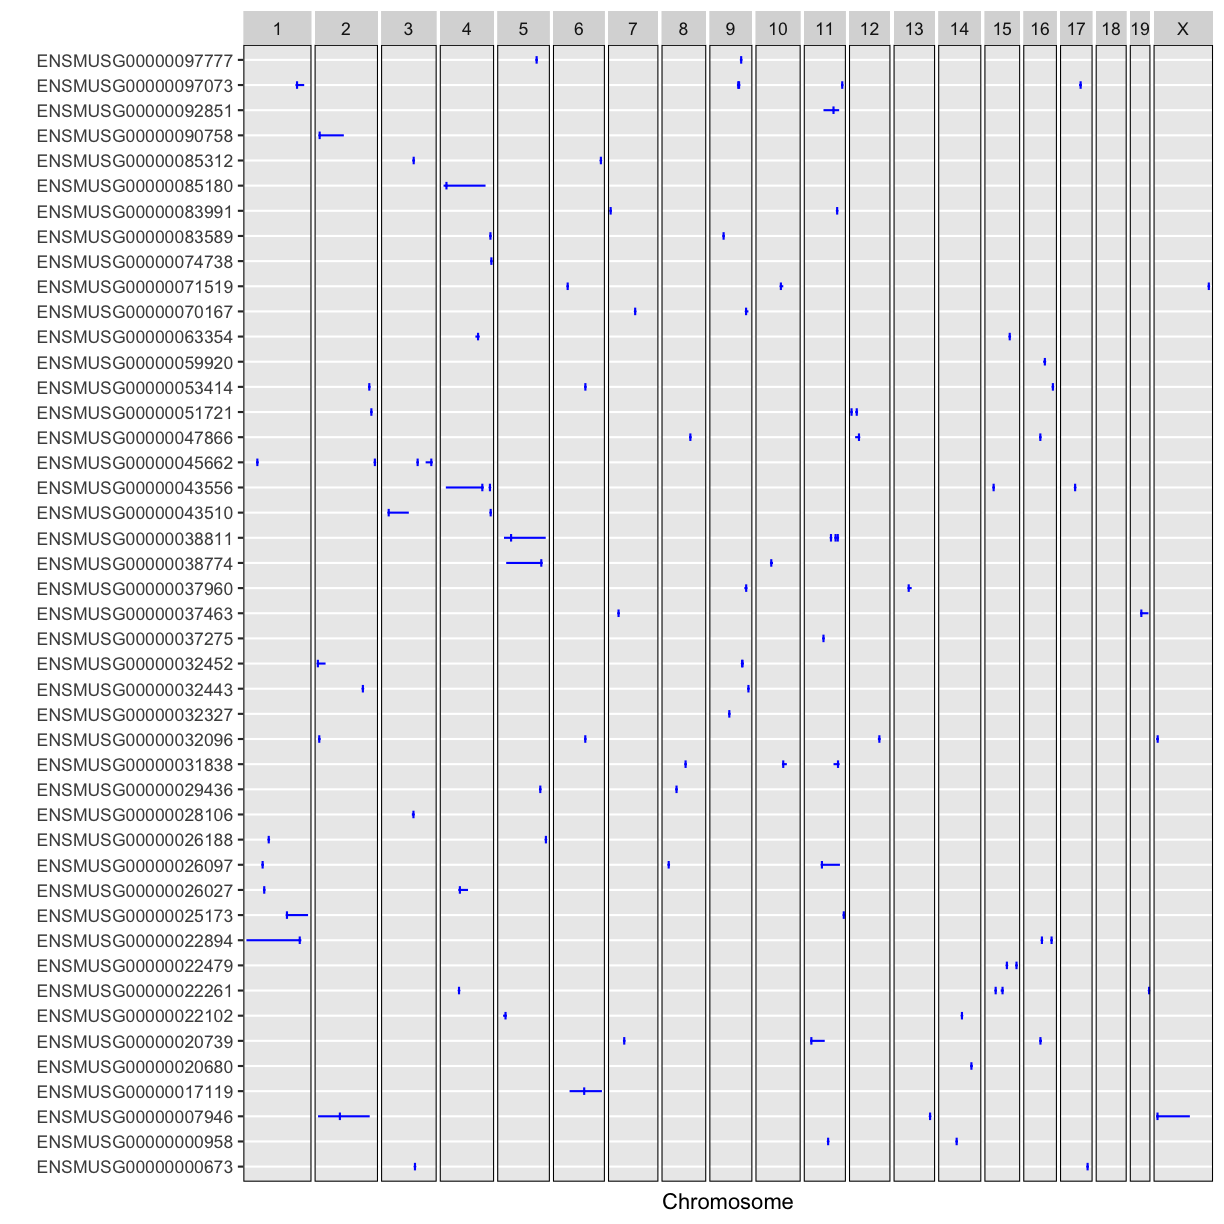 1 2 3 4 5 6 7 8 9 10 11 12 13 14 15 16 17 18 19 X
ENSMUSG00000097777
ENSMUSG00000097073
ENSMUSG00000092851
ENSMUSG00000090758
ENSMUSG00000085312
ENSMUSG00000085180
ENSMUSG00000083991
ENSMUSG00000083589
ENSMUSG00000074738
ENSMUSG00000071519
ENSMUSG00000070167
ENSMUSG00000063354
ENSMUSG00000059920
ENSMUSG00000053414
ENSMUSG00000051721
ENSMUSG00000047866
ENSMUSG00000045662
ENSMUSG00000043556
ENSMUSG00000043510
ENSMUSG00000038811
ENSMUSG00000038774
ENSMUSG00000037960
ENSMUSG00000037463
ENSMUSG00000037275
ENSMUSG00000032452
ENSMUSG00000032443
ENSMUSG00000032327
ENSMUSG00000032096
ENSMUSG00000031838
ENSMUSG00000029436
ENSMUSG00000028106
ENSMUSG00000026188
ENSMUSG00000026097
ENSMUSG00000026027
ENSMUSG00000025173
ENSMUSG00000022894
ENSMUSG00000022479
ENSMUSG00000022261
ENSMUSG00000022102
ENSMUSG00000020739
ENSMUSG00000020680
ENSMUSG00000017119
ENSMUSG00000007946
ENSMUSG00000000958
ENSMUSG00000000673
Chromosome